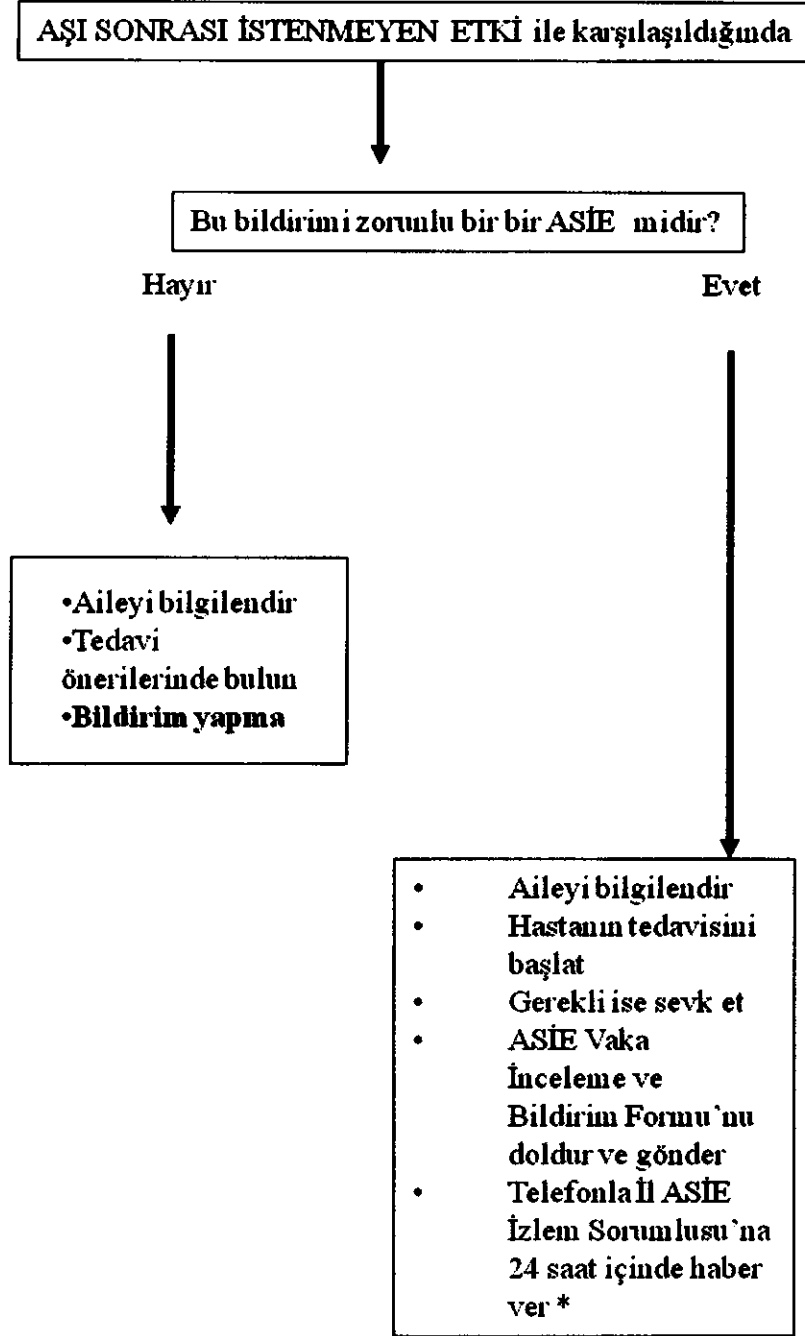 AŞI SONRASI İSTENMEYEN ETKİ ile karşılaşıldığında
Bu bildirimi zorunlu bir bir ASİE midir?
Hayır
Evet
•Aileyi bilgilendir
•Tedavi
önerilerinde bulun
•Bildirim yapma
• Aileyi bilgilendir
• Hastanın tedavisini
başlat
• Gerekli ise sevk et
• ASİE Vaka
İnceleme ve
Bildirim Formu'nu
doldur ve gönder
• Telefonla İl ASİE
İzlem Sorumlusu'na
24 saat içinde haber
ver *